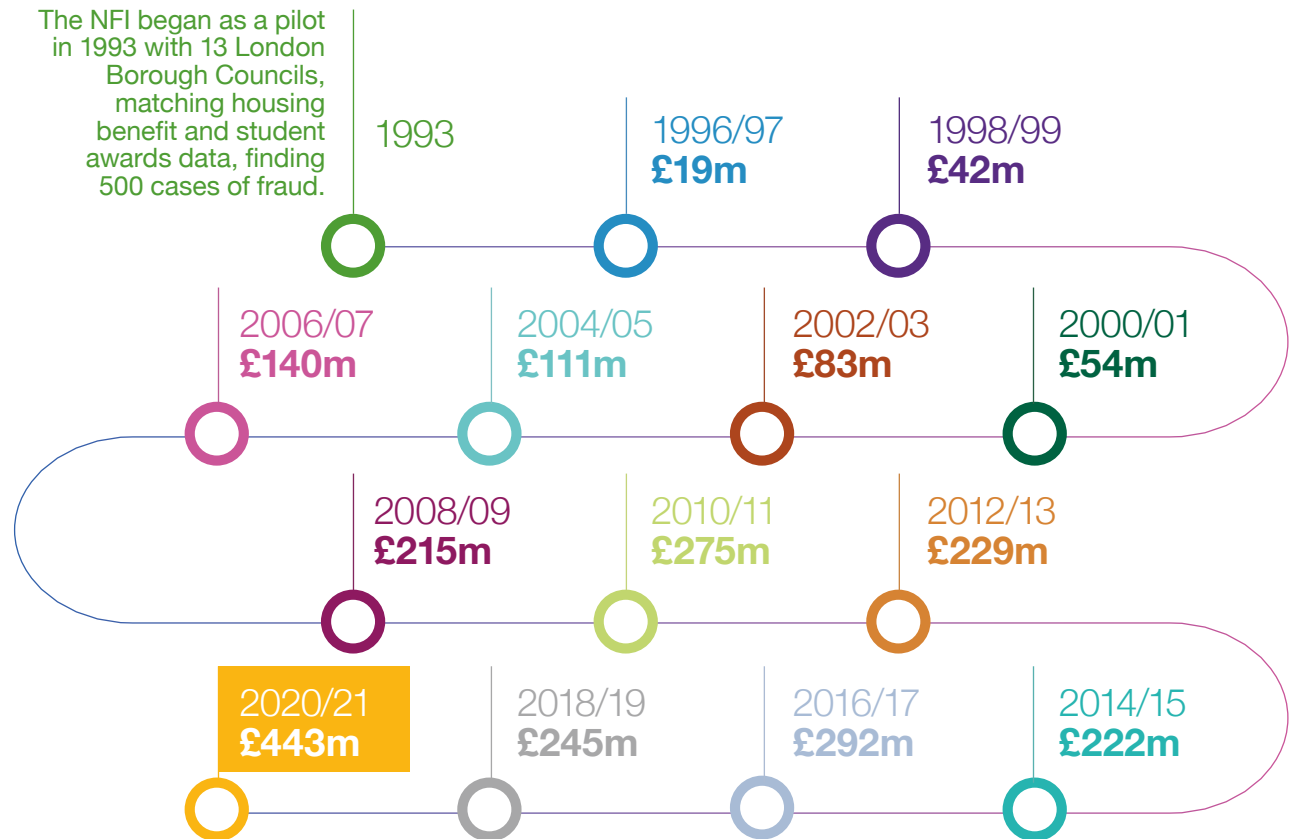 The NFI began as a pilot
in 1993 with 13 London
Borough Councils,
matching housing
benefit and student
awards data, finding
500 cases of fraud.
1993
1996/97
£19m
1998/99
£42m
2000/01
£54m
2002/03
£83m
2004/05
£111m
2006/07
£140m
2008/09
£215m
2010/11
£275m
2012/13
£229m
2014/15
£222m
2016/17
£292m
2018/19
£245m
2020/21
£443m